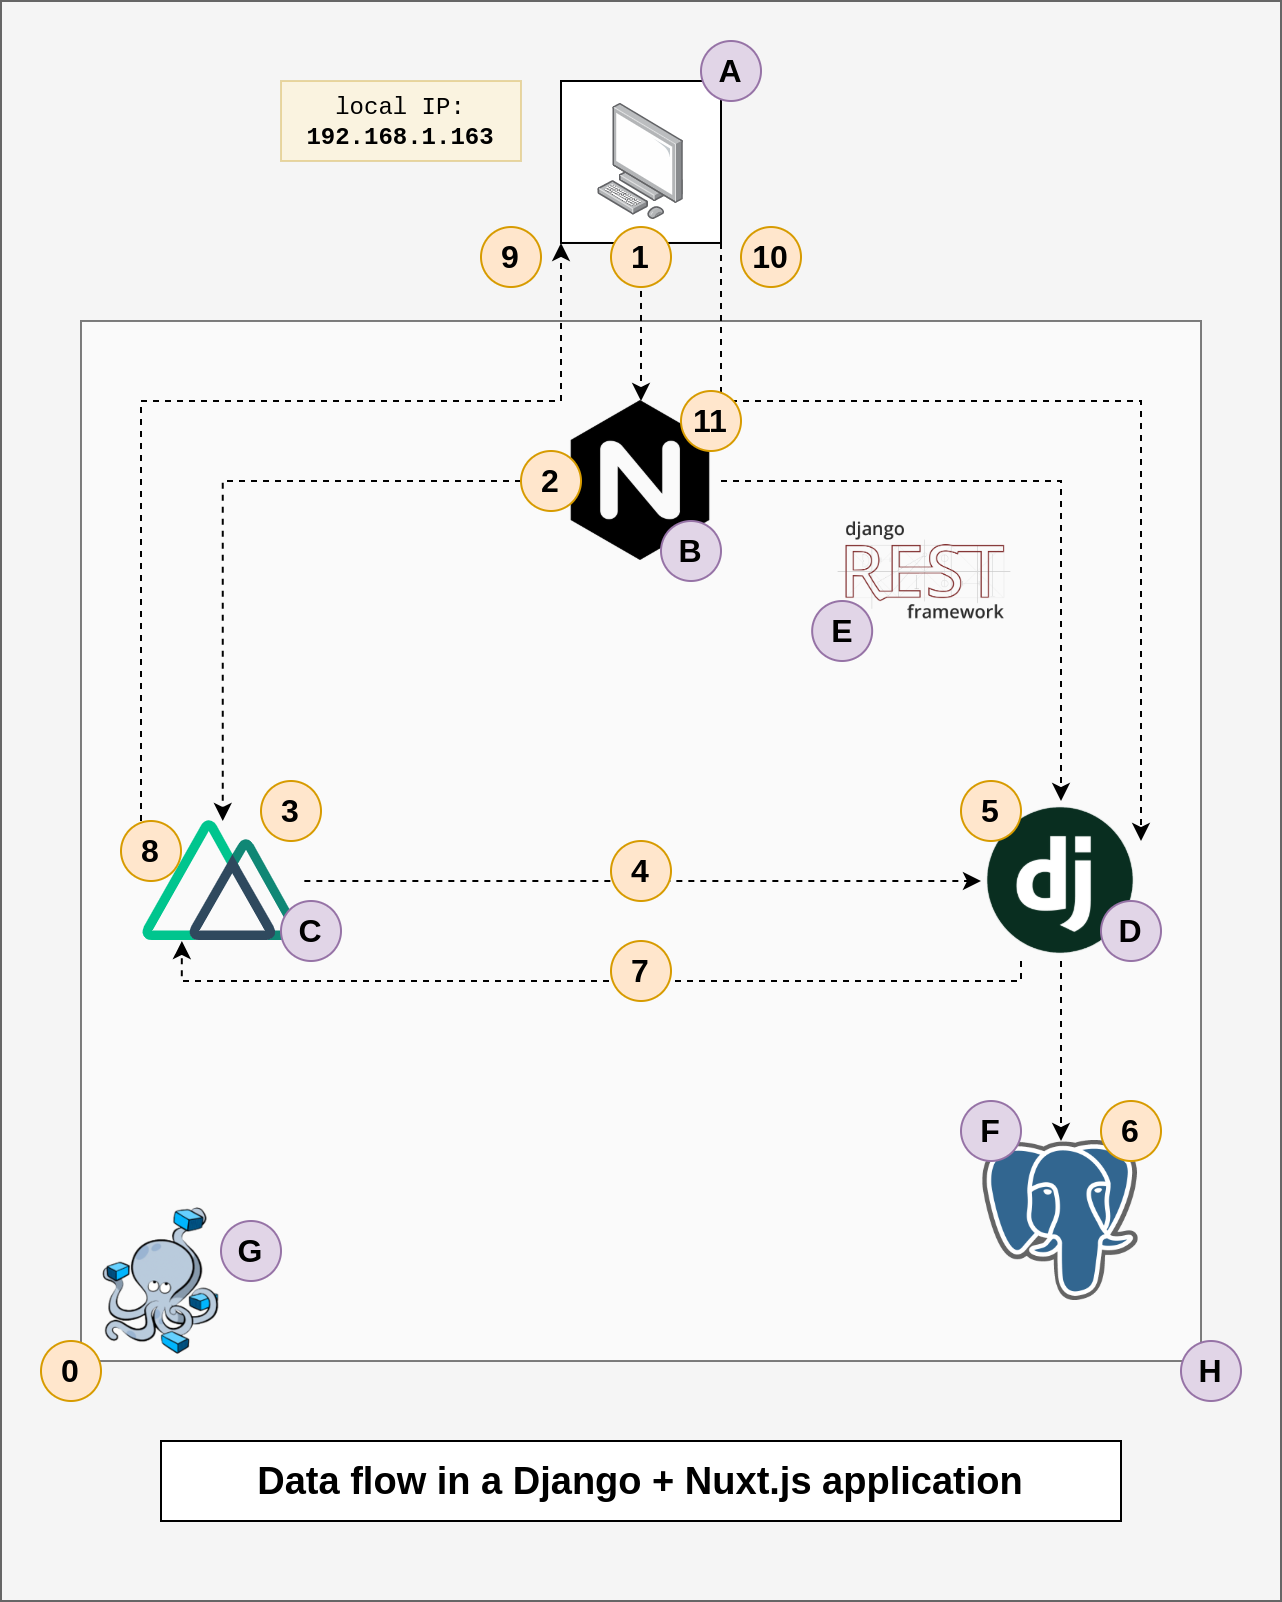 A
local IP:
192.168.1.163
9
1
10
11
2
N
B
django
REST
framework
E
3
5
8
4
dj
C
D
7
F
6
G
0
H
Data flow in a Django + Nuxt.js application